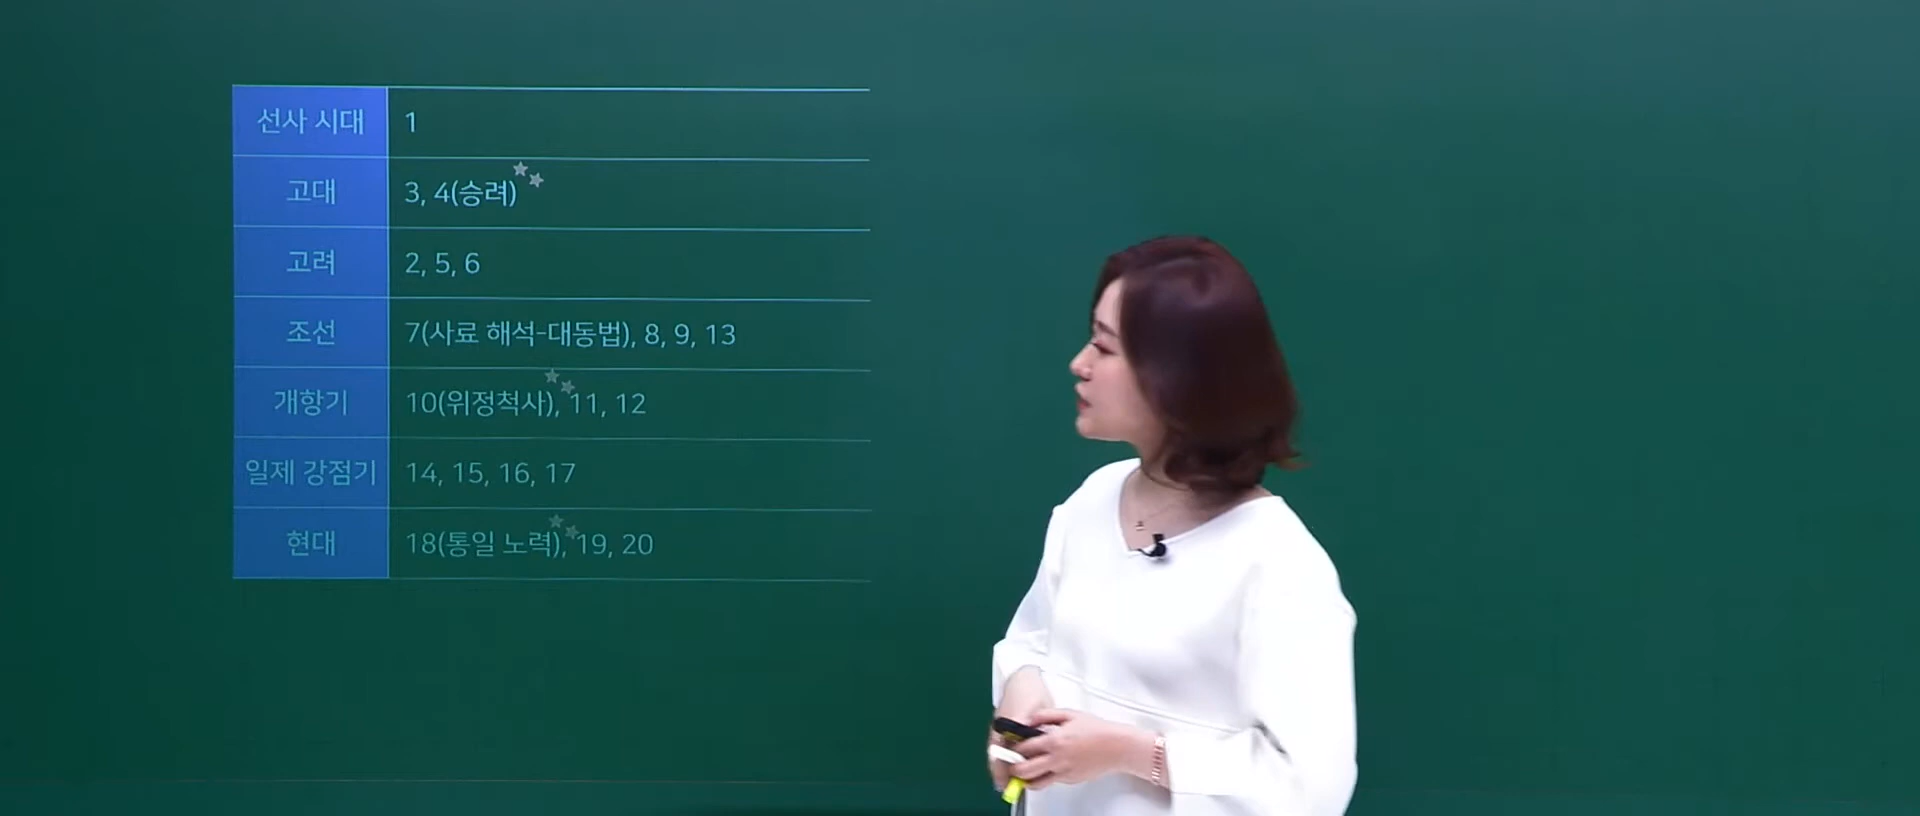 선사 시대 1
고대 3, 4(승려)
고려 2, 5, 6
조선 7(사료 해석-대동법), 8, 9, 13
개항기 10(위정척사), 11, 12
일제 강점기 14, 15, 16, 17
현대 18(통일 노력), 19, 20